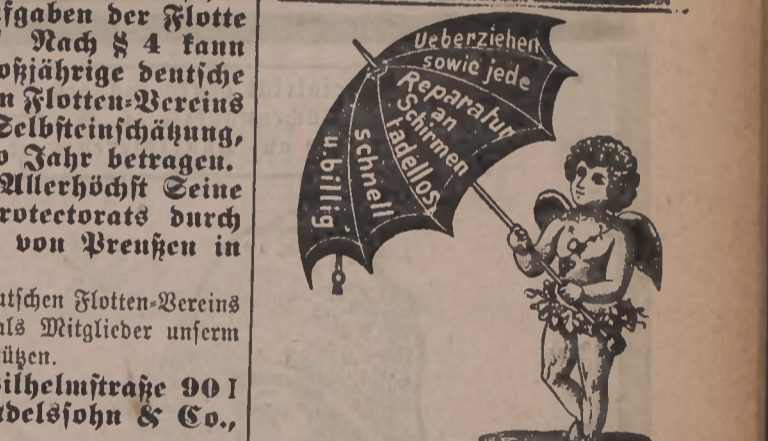 fgaben der Flotte
Nach § 4 kann
oßjährige deutsche
n Flotten-Vereins
Selbsteinschätzung,
o Jahr betragen.
Allerhöchst Seine
rotectorats durch
von Preußen in
utschen Flotten-Vereins
als Mitglieder unserm
ützen.
ilhelmstraße 90 I
delssohn & Co.,
Ueberziehen
sowie jede
Reparatur
an
Schirmen
tadellos
schnell
u. billig